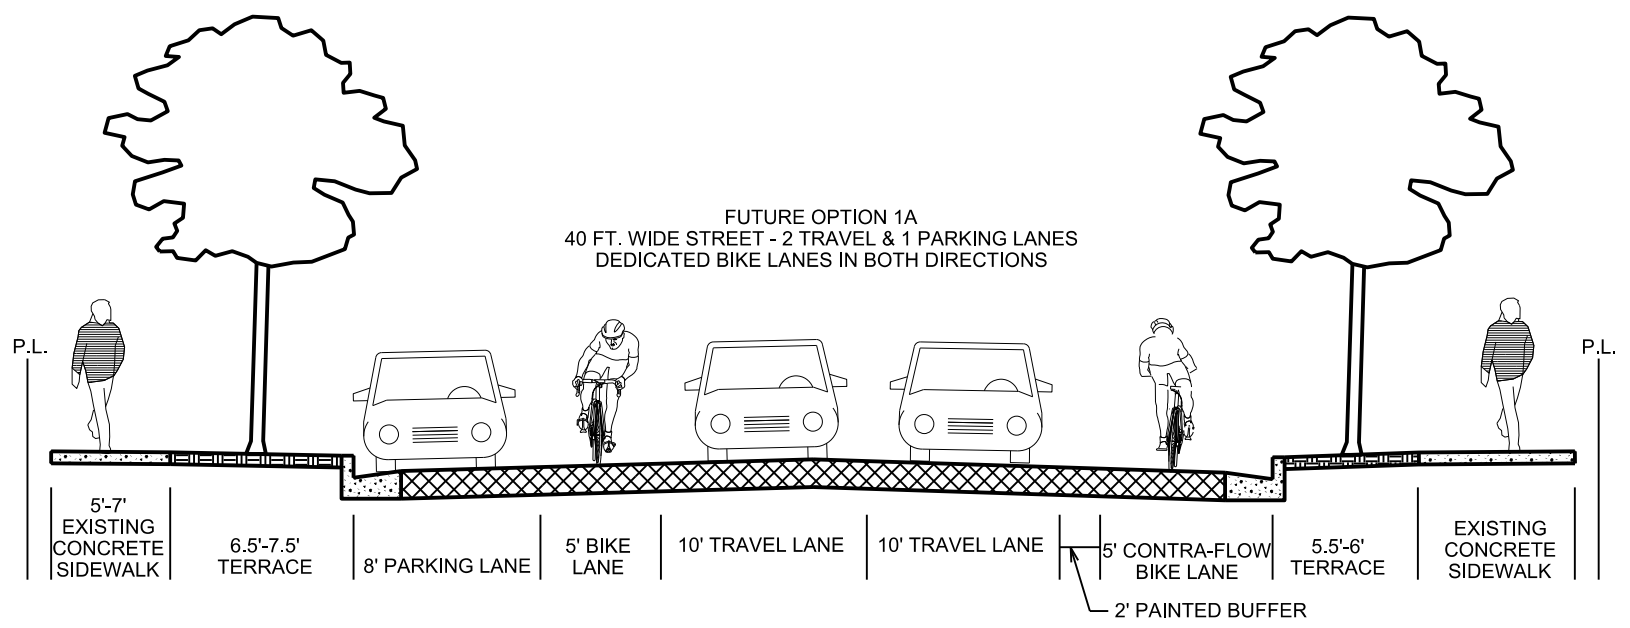 FUTURE OPTION 1A
40 FT. WIDE STREET - 2 TRAVEL & 1 PARKING LANES
DEDICATED BIKE LANES IN BOTH DIRECTIONS
P.L.
P.L.
5'-7'
EXISTING
CONCRETE
SIDEWALK
6.5'-7.5'
TERRACE
8' PARKING LANE
5' BIKE
LANE
10' TRAVEL LANE
10' TRAVEL LANE
5' CONTRA-FLOW
BIKE LANE
5.5'-6'
TERRACE
EXISTING
CONCRETE
SIDEWALK
2' PAINTED BUFFER